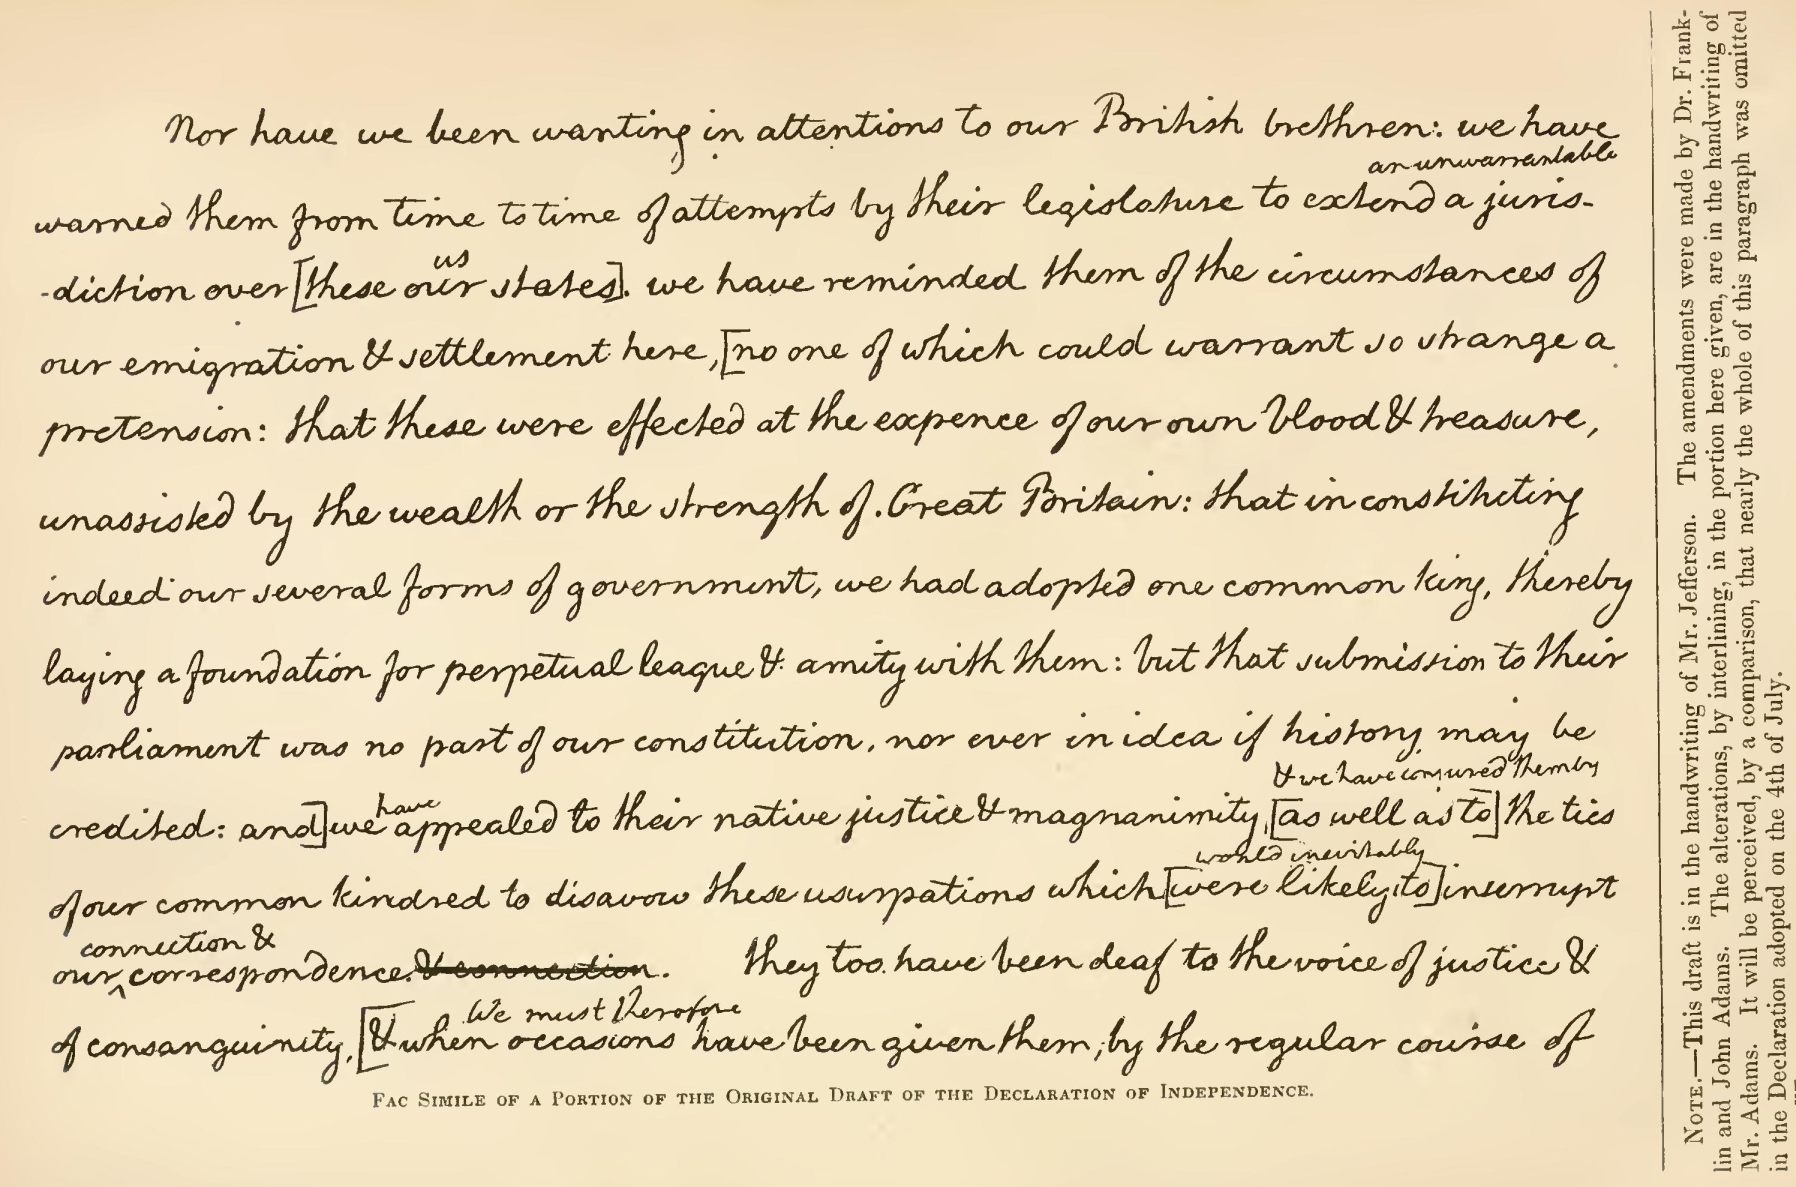 Nor have we been wanting in attentions to our British brethren: we have
an unwarrantable
warned them from time to time of attempts by their legislature to extend a juris-
us
-diction over [these our states]. we have reminded them of the circumstances of
our emigration & settlement here, [no one of which could warrant so strange a
pretension: that these were effected at the expence of our own blood & treasure,
unassisted by the wealth or the strength of Great Britain: that in constituting
indeed our several forms of government, we had adopted one common king, thereby
laying a foundation for perpetual league & amity with them: but that submission to their
parliament was no part of our constitution, nor ever in idea if history may be
& we have conjured them by
have
credited: and] we appealed to their native justice & magnanimity, [as well as to] the ties
would inevitably
of our common kindred to disavow these usurpations which [were likely to] interrupt
connection &
our ^ correspondence. & connection. they too have been deaf to the voice of justice &
We must therefore
of consanguinity, [& when occasions have been given them, by the regular course of
FAC SIMILE OF A PORTION OF THE ORIGINAL DRAFT OF THE DECLARATION OF INDEPENDENCE.
NOTE.—This draft is in the handwriting of Mr. Jefferson. The amendments were made by Dr. Frank-
lin and John Adams. The alterations, by interlining, in the portion here given, are in the handwriting of
Mr. Adams. It will be perceived, by a comparison, that nearly the whole of this paragraph was omitted
in the Declaration adopted on the 4th of July.